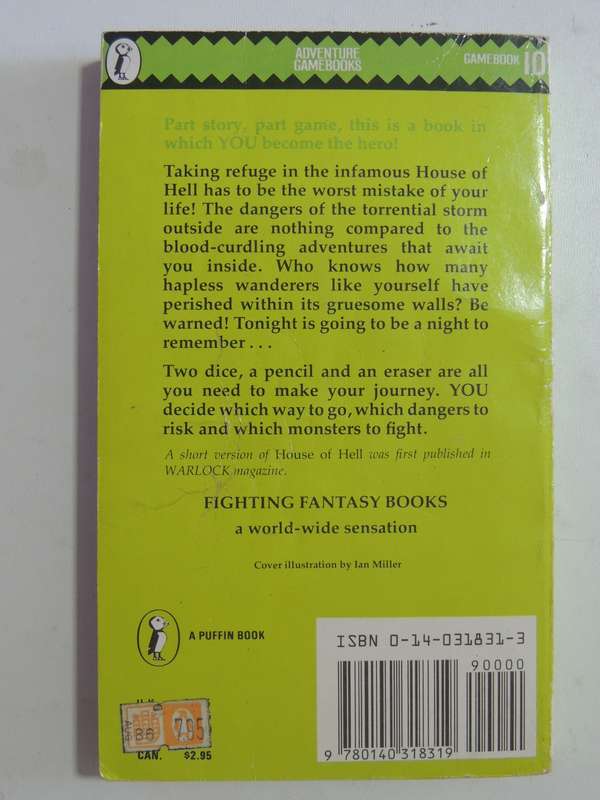 ADVENTURE
GAMEBOOKS
GAMEBOOK 10
Part story, part game, this is a book in
which YOU become the hero!
Taking refuge in the infamous House of
Hell has to be the worst mistake of your
life! The dangers of the torrential storm
outside are nothing compared to the
blood-curdling adventures that await
you inside. Who knows how many
hapless wanderers like yourself have
perished within its gruesome walls? Be
warned! Tonight is going to be a night to
remember . . .
Two dice, a pencil and an eraser are all
you need to make your journey. YOU
decide which way to go, which dangers to
risk and which monsters to fight.
A short version of House of Hell was first published in
WARLOCK magazine.
FIGHTING FANTASY BOOKS
a world-wide sensation
Cover illustration by Ian Miller
A PUFFIN BOOK
ISBN 0-14-031831-3
90000
9 780140 318319
AUG 86 795
CAN. $2.95